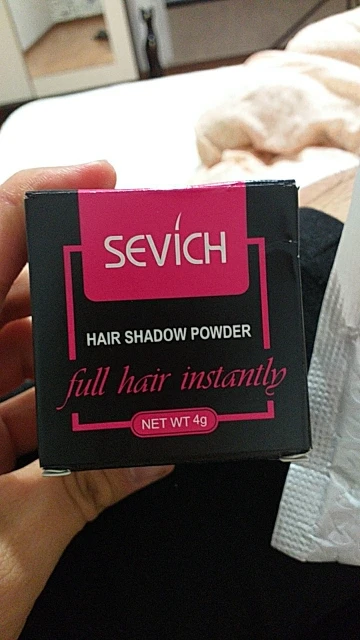 SEVICH
HAIR SHADOW POWDER
full hair instantly
NET WT 4g